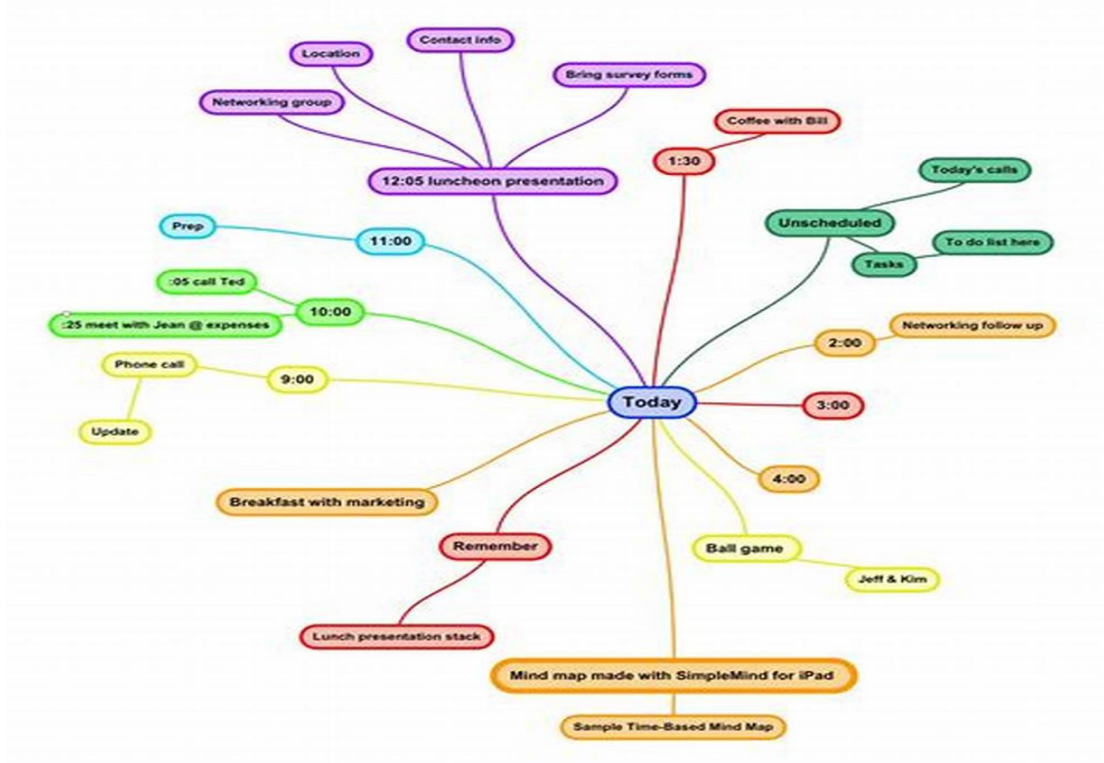 Contact info
Location
Bring survey forms
Networking group
12:05 luncheon presentation
Coffee with Bill
1:30
Today's calls
Unscheduled
To do list here
Tasks
Prep
11:00
:05 call Ted
:25 meet with Jean @ expenses
10:00
Networking follow up
2:00
Phone call
9:00
Update
Today
3:00
4:00
Breakfast with marketing
Remember
Lunch presentation stack
Ball game
Jeff & Kim
Mind map made with SimpleMind for iPad
Sample Time-Based Mind Map